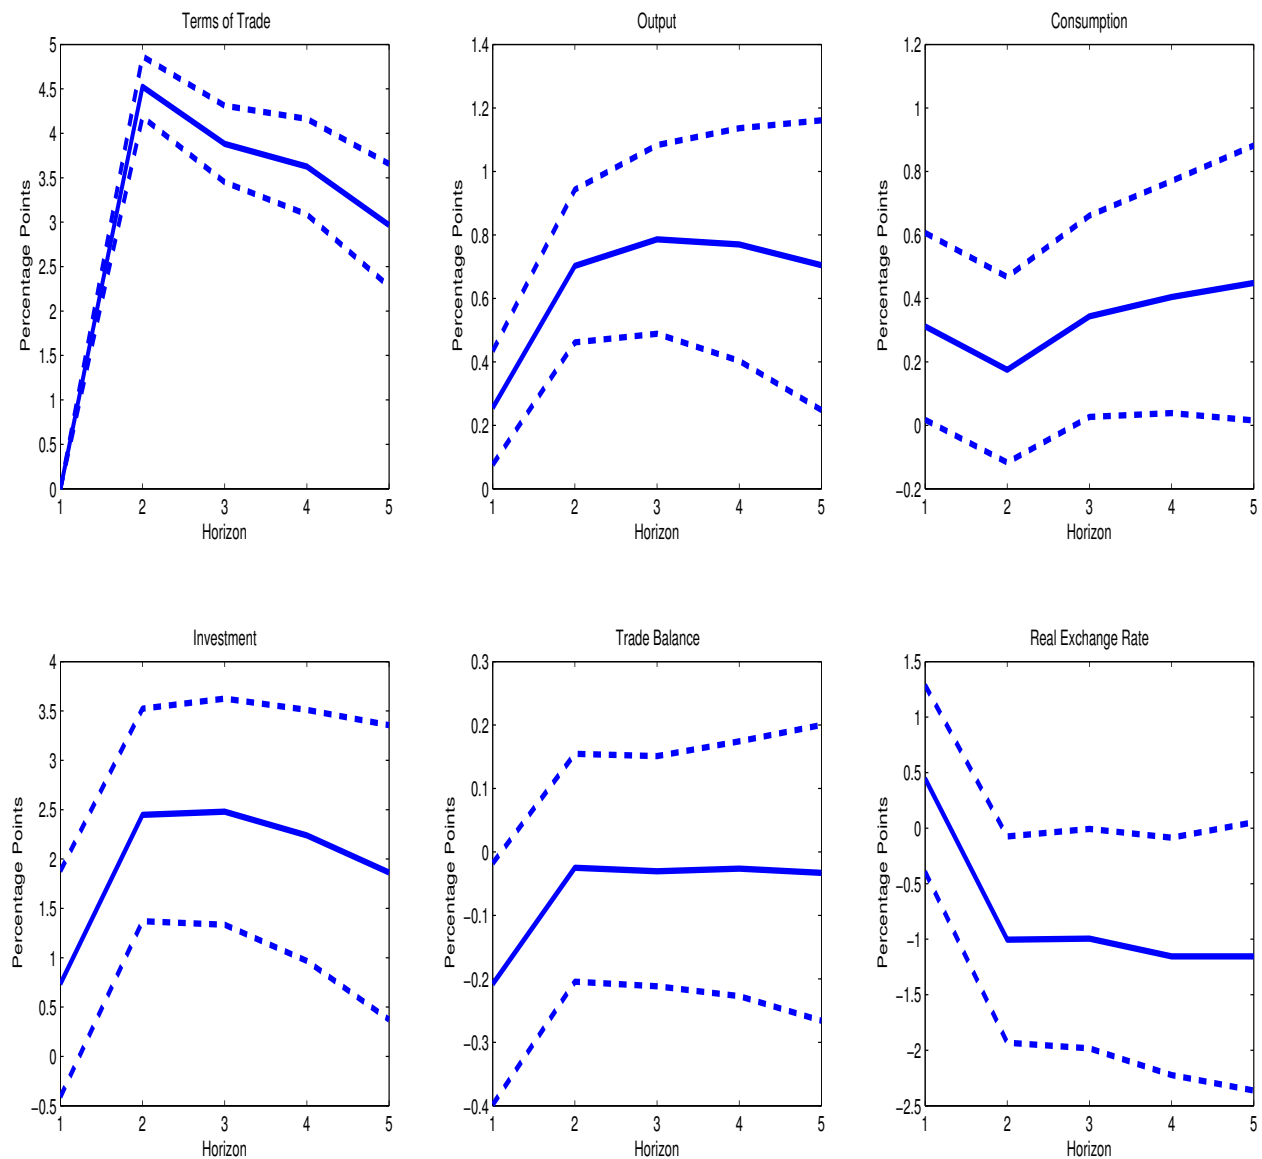 Terms of Trade
Percentage Points
5
4.5
4
3.5
3
2.5
2
1.5
1
0.5
0
1 2 3 4 5
Horizon
Output
Percentage Points
1.4
1.2
1
0.8
0.6
0.4
0.2
0
1 2 3 4 5
Horizon
Consumption
Percentage Points
1.2
1
0.8
0.6
0.4
0.2
0
−0.2
1 2 3 4 5
Horizon
Investment
Percentage Points
4
3.5
3
2.5
2
1.5
1
0.5
0
−0.5
1 2 3 4 5
Horizon
Trade Balance
Percentage Points
0.3
0.2
0.1
0
−0.1
−0.2
−0.3
−0.4
1 2 3 4 5
Horizon
Real Exchange Rate
Percentage Points
1.5
1
0.5
0
−0.5
−1
−1.5
−2
−2.5
1 2 3 4 5
Horizon